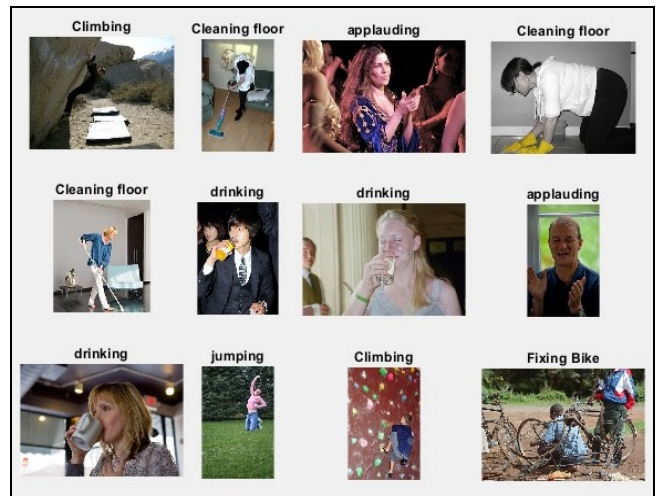 Climbing
Cleaning floor
applauding
Cleaning floor
Cleaning floor
drinking
drinking
applauding
drinking
jumping
Climbing
Fixing Bike